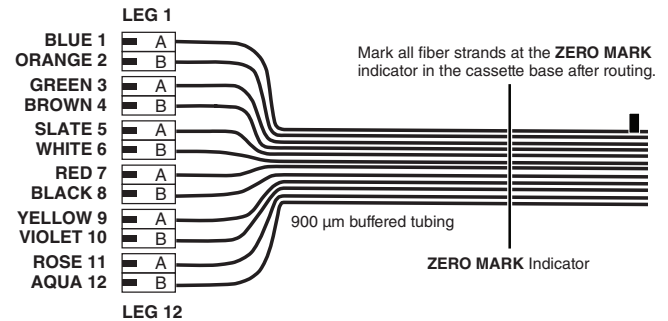 LEG 1
BLUE 1 A
ORANGE 2 B
GREEN 3 A
BROWN 4 B
SLATE 5 A
WHITE 6 B
RED 7 A
BLACK 8 B
YELLOW 9 A
VIOLET 10 B
ROSE 11 A
AQUA 12 B
LEG 12
Mark all fiber strands at the ZERO MARK
indicator in the cassette base after routing.
900 µm buffered tubing
ZERO MARK Indicator